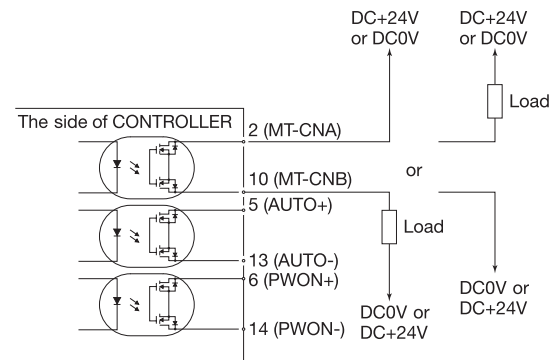 DC+24V
or DC0V
DC+24V
or DC0V
Load
The side of CONTROLLER
2 (MT-CNA)
or
10 (MT-CNB)
5 (AUTO+)
Load
13 (AUTO-)
6 (PWON+)
DC0V or
DC+24V
DC0V or
DC+24V
14 (PWON-)